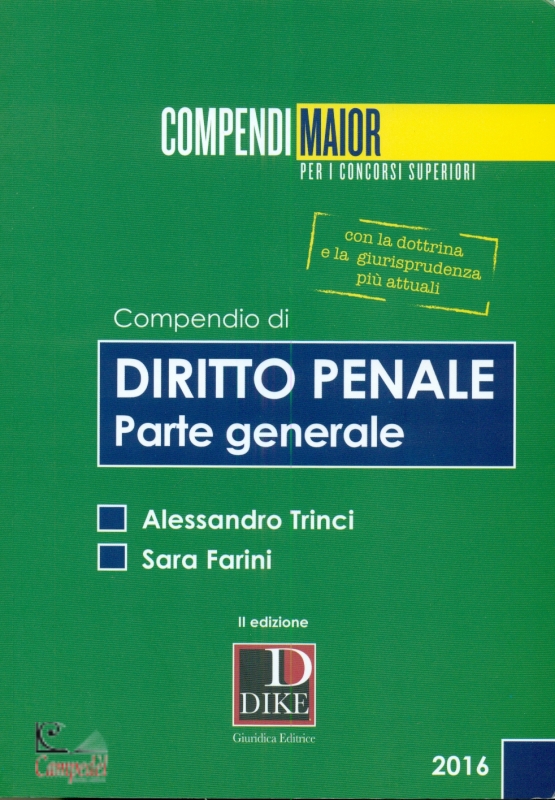 COMPENDI MAIOR
PER I CONCORSI SUPERIORI
con la dottrina
e la giurisprudenza
più attuali
Compendio di
DIRITTO PENALE
Parte generale
Alessandro Trinci
Sara Farini
II edizione
D
DIKE
Giuridica Editrice
Campedèl
2016